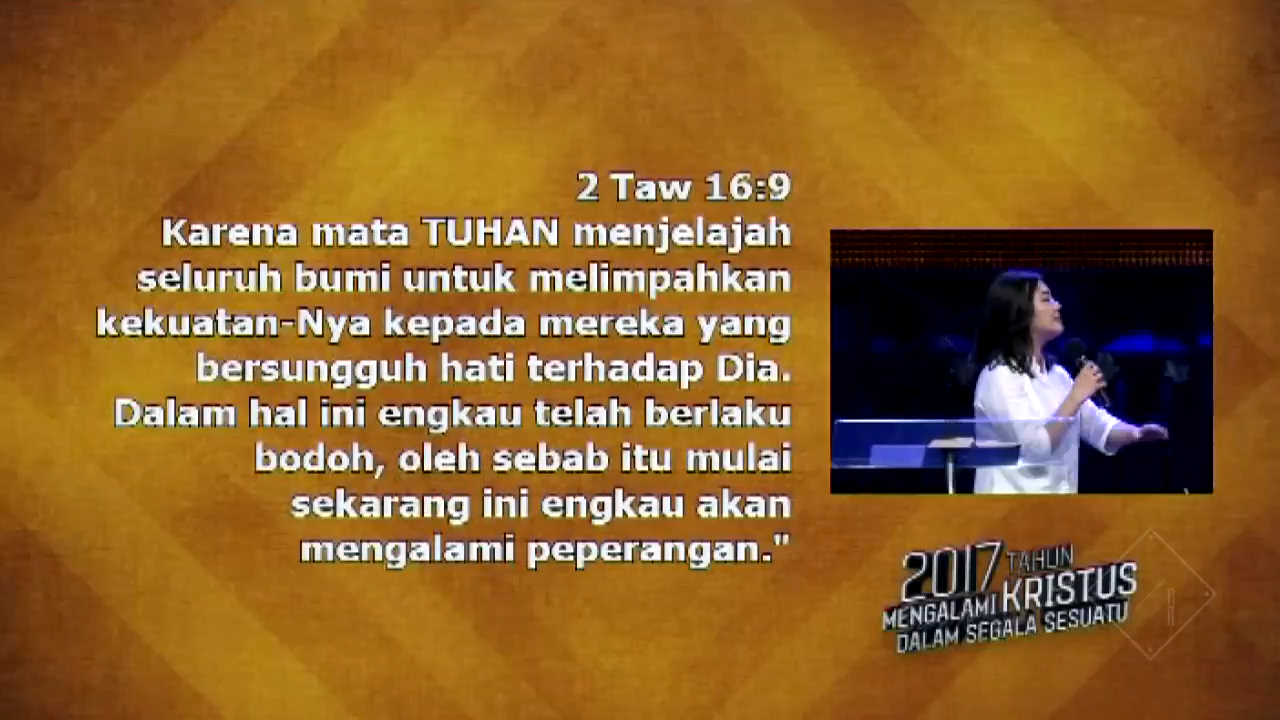 2 Taw 16:9
Karena mata TUHAN menjelajah
seluruh bumi untuk melimpahkan
kekuatan-Nya kepada mereka yang
bersungguh hati terhadap Dia.
Dalam hal ini engkau telah berlaku
bodoh, oleh sebab itu mulai
sekarang ini engkau akan
mengalami peperangan."
2017 TAHUN
MENGALAMI KRISTUS
DALAM SEGALA SESUATU